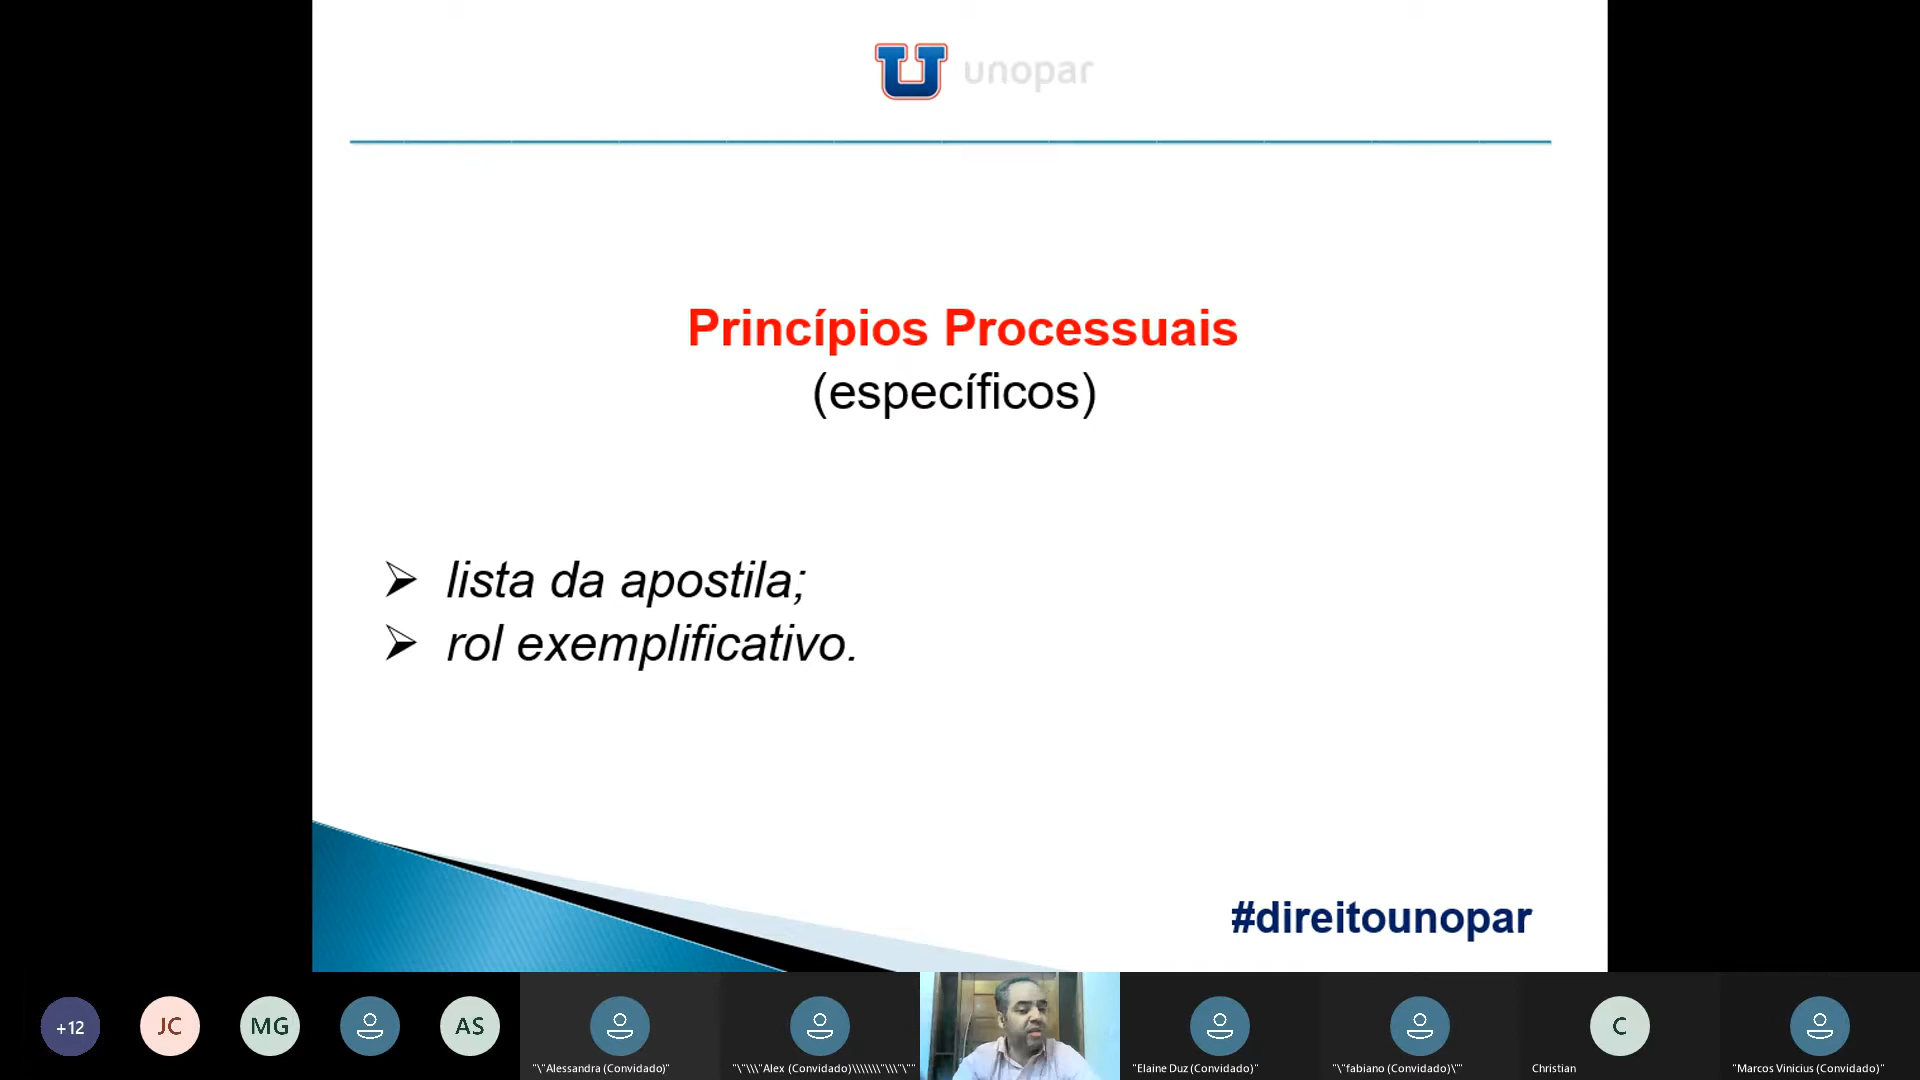 unopar
Princípios Processuais
(específicos)
lista da apostila;
rol exemplificativo.
#direitounopar
+12
JC
MG
AS
"\"Alessandra (Convidado)"
"\"\\\"Alex (Convidado)\\\\\\\"\\\"\""
"Elaine Duz (Convidado)"
"\"fabiano (Convidado)\""
C
Christian
"Marcos Vinicius (Convidado)"